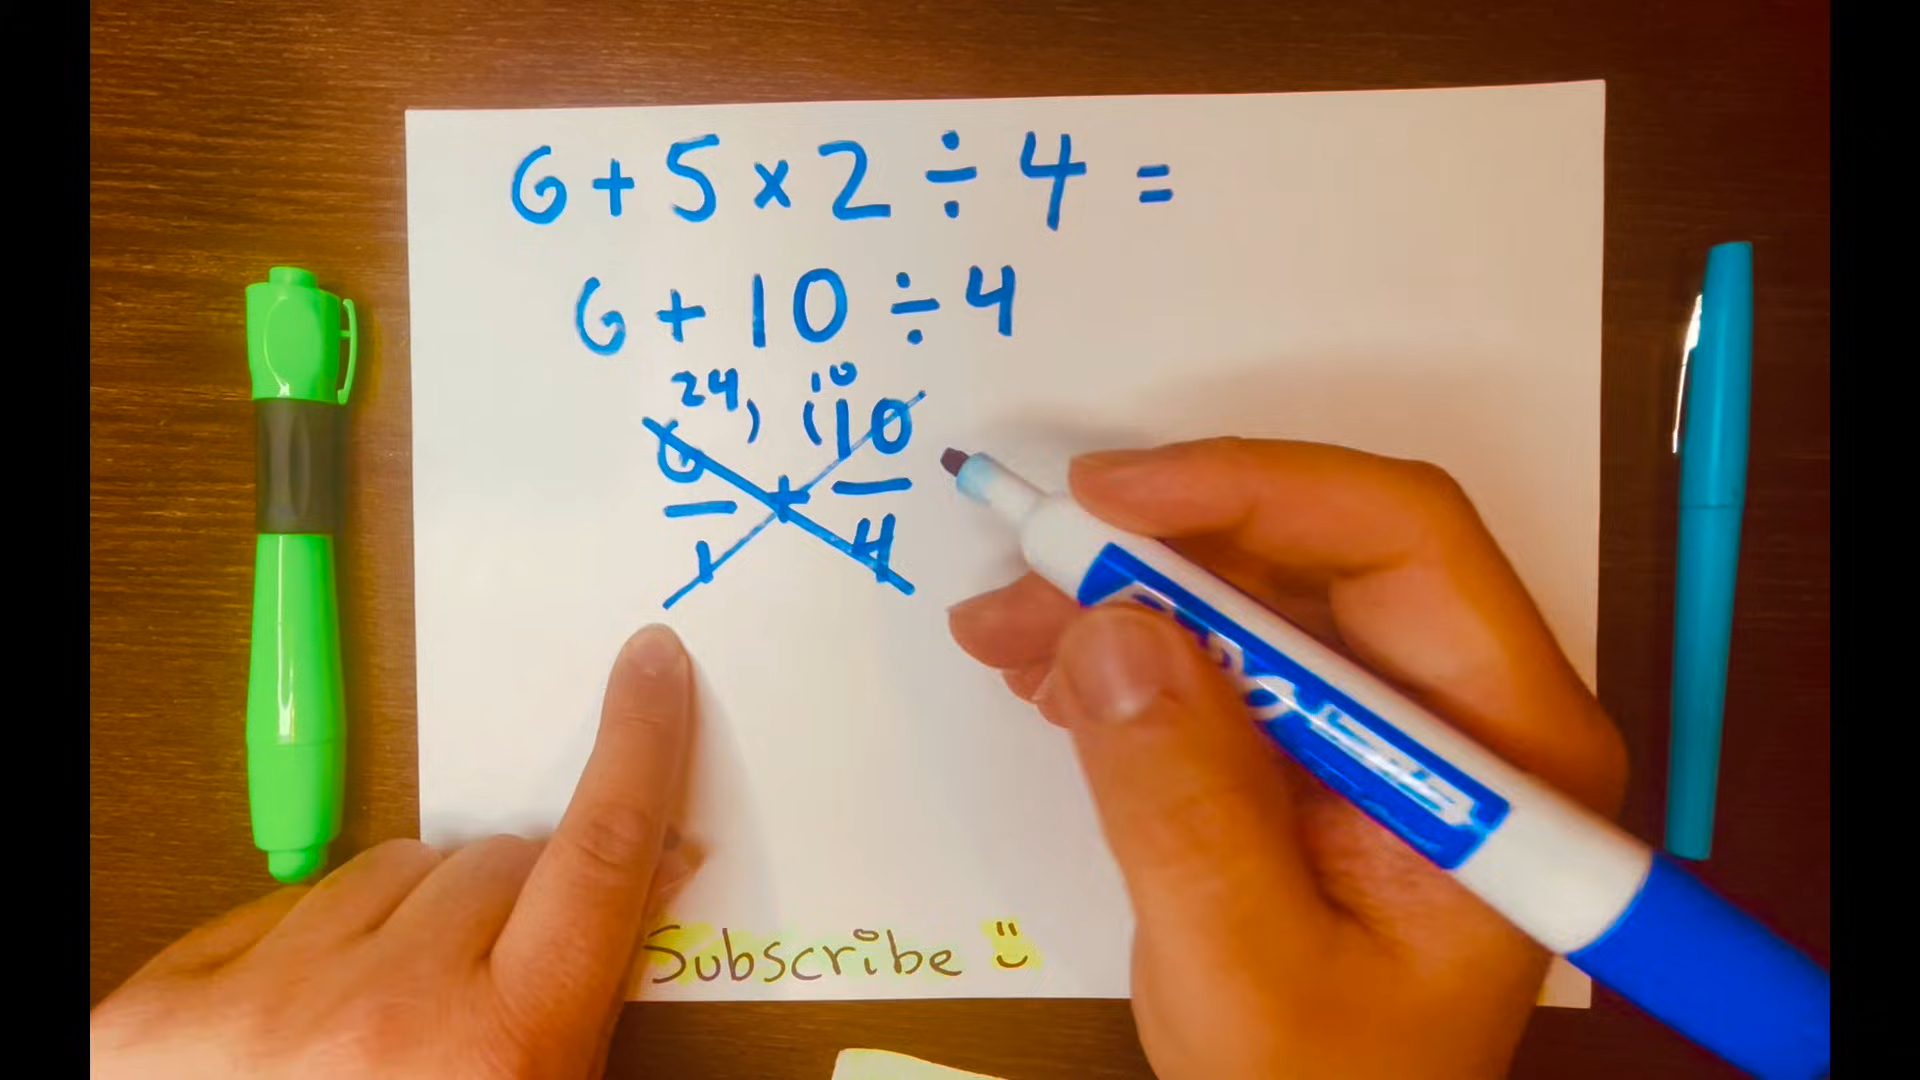 6 + 5 × 2 ÷ 4 =
6 + 10 ÷ 4
24) (10
6 + 10
1 4
Subscribe